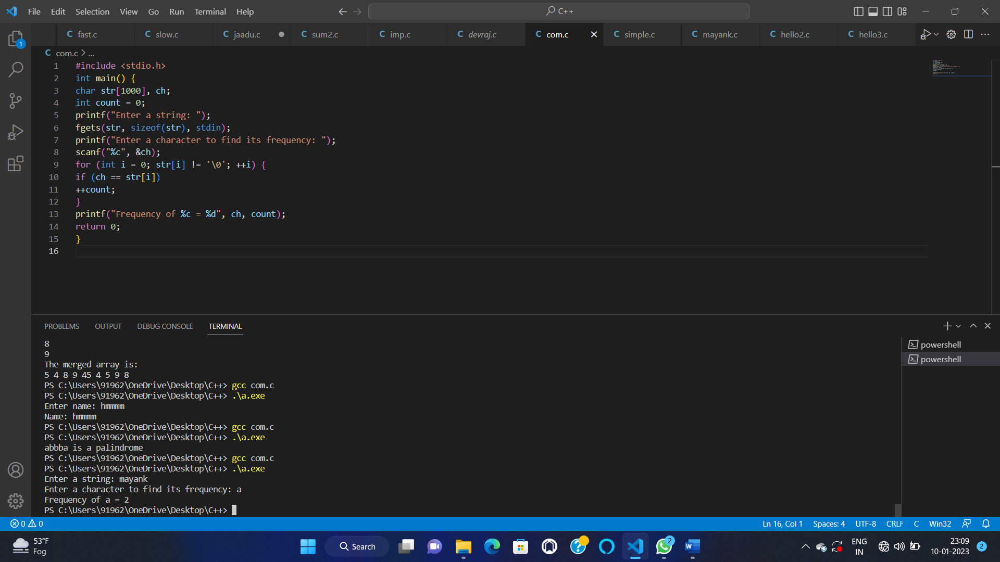 File Edit Selection View Go Run Terminal Help
C++
C fast.c C slow.c C jaadu.c C sum2.c C imp.c C devraj.c C com.c C simple.c C mayank.c C hello2.c C hello3.c
1
C com.c > ...
1 #include <stdio.h>
2 int main() {
3 char str[1000], ch;
4 int count = 0;
5 printf("Enter a string: ");
6 fgets(str, sizeof(str), stdin);
7 printf("Enter a character to find its frequency: ");
8 scanf("%c", &ch);
9 for (int i = 0; str[i] != '\0'; ++i) {
10 if (ch == str[i])
11 ++count;
12 }
13 printf("Frequency of %c = %d", ch, count);
14 return 0;
15 }
16
PROBLEMS OUTPUT DEBUG CONSOLE TERMINAL
8
9
The merged array is:
5 4 8 9 45 4 5 9 8
PS C:\Users\91962\OneDrive\Desktop\C++> gcc com.c
PS C:\Users\91962\OneDrive\Desktop\C++> .\a.exe
Enter name: hmmmm
Name: hmmmm
PS C:\Users\91962\OneDrive\Desktop\C++> gcc com.c
PS C:\Users\91962\OneDrive\Desktop\C++> .\a.exe
abbba is a palindrome
PS C:\Users\91962\OneDrive\Desktop\C++> gcc com.c
PS C:\Users\91962\OneDrive\Desktop\C++> .\a.exe
Enter a string: mayank
Enter a character to find its frequency: a
Frequency of a = 2
PS C:\Users\91962\OneDrive\Desktop\C++>
powershell
powershell
0 0 Ln 16, Col 1 Spaces: 4 UTF-8 CRLF C Win32
53°F
Fog
Search
2
W
ENG
IN
23:09
10-01-2023
2